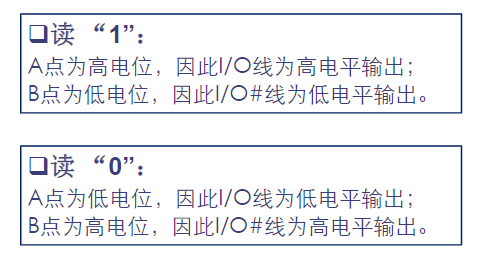 ❑读 “1”：
A点为高电位，因此I/O线为高电平输出；
B点为低电位，因此I/O#线为低电平输出。
❑读 “0”：
A点为低电位，因此I/O线为低电平输出；
B点为高电位，因此I/O#线为高电平输出。